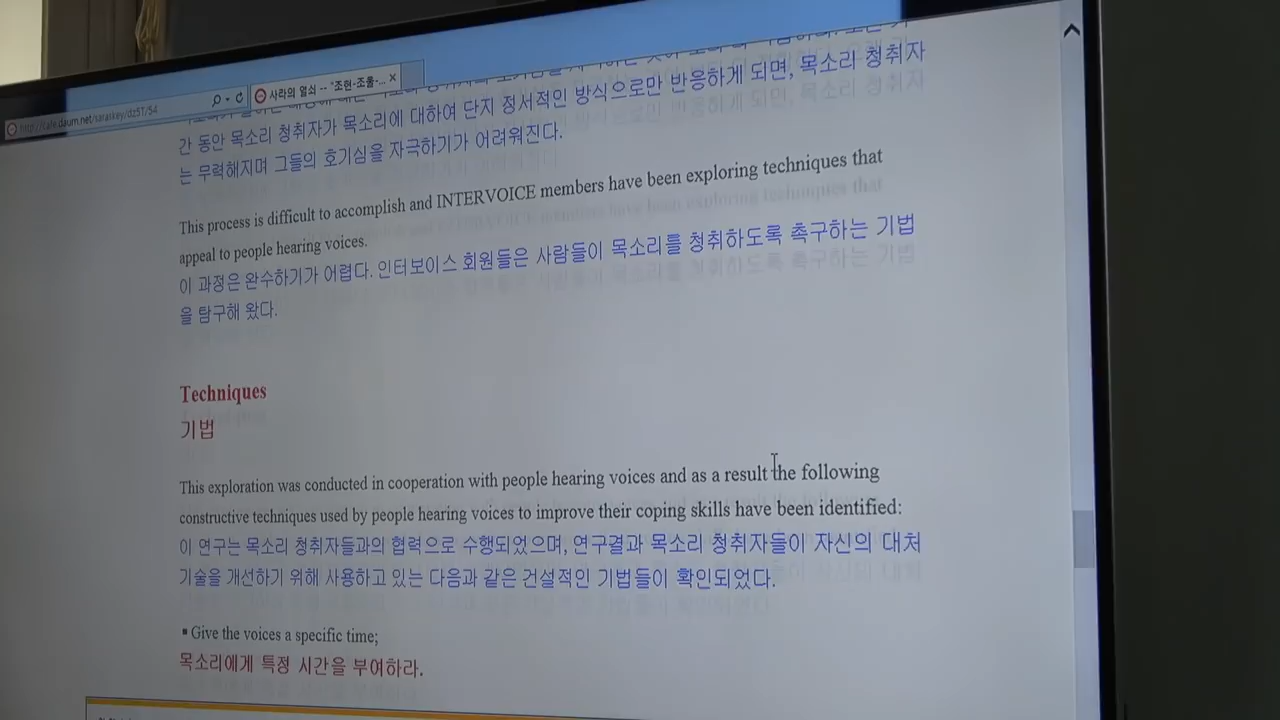 http://cafe.daum.net/saraskey/dz5T/54
사라의 열쇠 -- "조현-조울-...
간 동안 목소리 청취자가 목소리에 대하여 단지 정서적인 방식으로만 반응하게 되면, 목소리 청취자
는 무력해지며 그들의 호기심을 자극하기가 어려워진다.
This process is difficult to accomplish and INTERVOICE members have been exploring techniques that
appeal to people hearing voices.
이 과정은 완수하기가 어렵다. 인터보이스 회원들은 사람들이 목소리를 청취하도록 촉구하는 기법
을 탐구해 왔다.
Techniques
기법
This exploration was conducted in cooperation with people hearing voices and as a result the following
constructive techniques used by people hearing voices to improve their coping skills have been identified:
이 연구는 목소리 청취자들과의 협력으로 수행되었으며, 연구결과 목소리 청취자들이 자신의 대처
기술을 개선하기 위해 사용하고 있는 다음과 같은 건설적인 기법들이 확인되었다.
▪ Give the voices a specific time;
목소리에게 특정 시간을 부여하라.